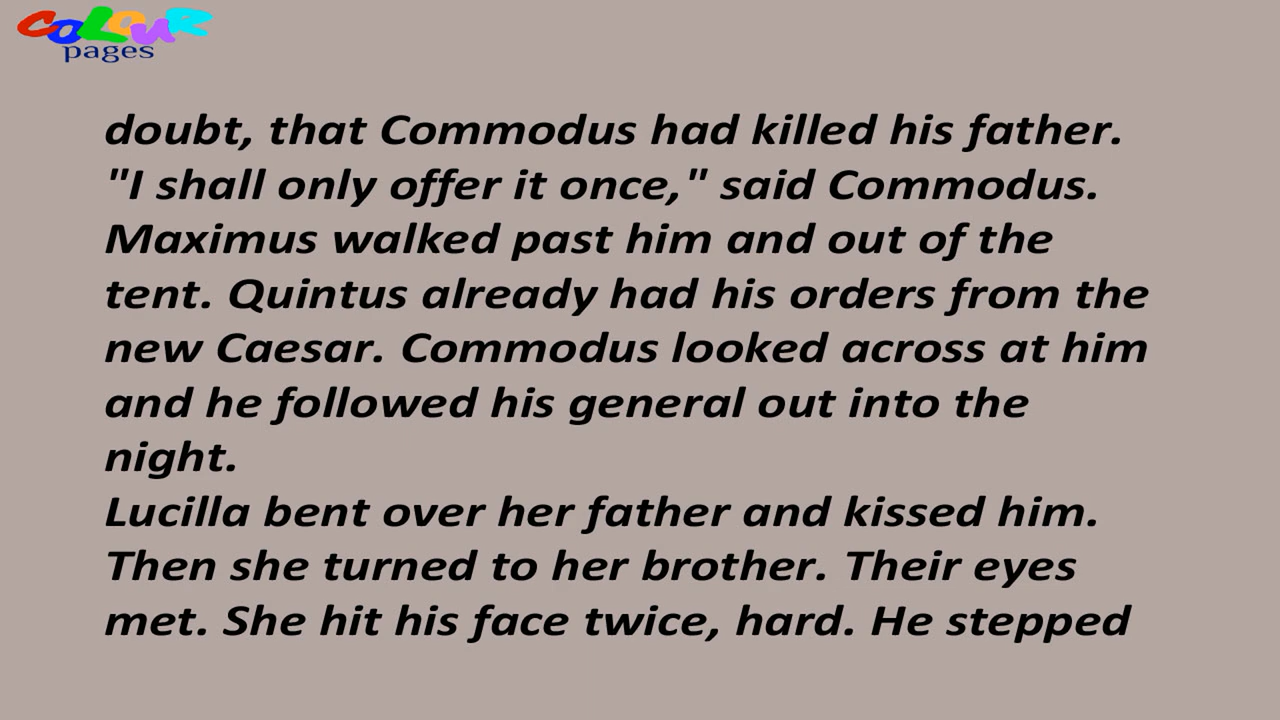 COLOUR
pages
doubt, that Commodus had killed his father.
"I shall only offer it once," said Commodus.
Maximus walked past him and out of the
tent. Quintus already had his orders from the
new Caesar. Commodus looked across at him
and he followed his general out into the
night.
Lucilla bent over her father and kissed him.
Then she turned to her brother. Their eyes
met. She hit his face twice, hard. He stepped